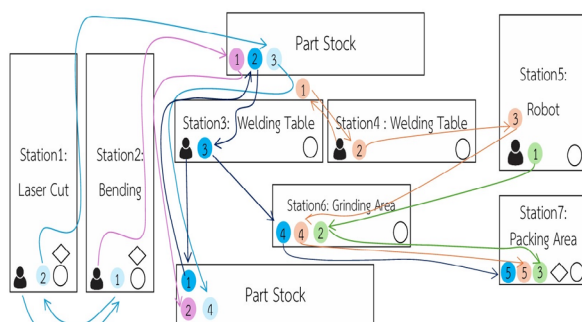 Part Stock
1 2 3
1
Station5:
Robot
3
1
Station3: Welding Table
3
Station4 : Welding Table
2
Station1:
Laser Cut
2
Station2:
Bending
1
Station6: Grinding Area
4 4 2
Station7:
Packing Area
5 5 3
Part Stock
1
2 4